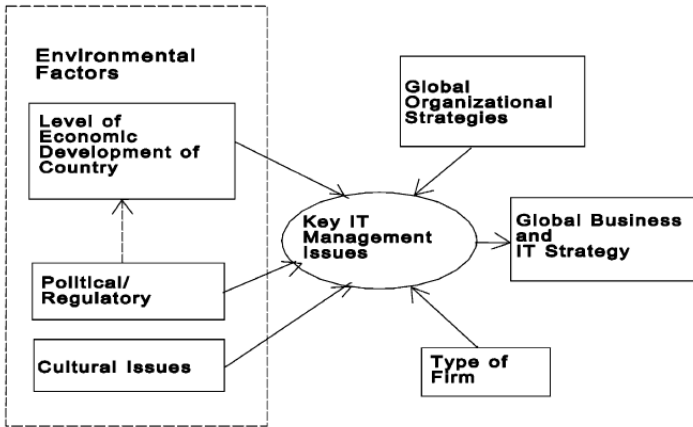 Environmental
Factors
Level of
Economic
Development of
Country
Political/
Regulatory
Cultural Issues
Key IT
Management
Issues
Global
Organizational
Strategies
Type of
Firm
Global Business
and
IT Strategy